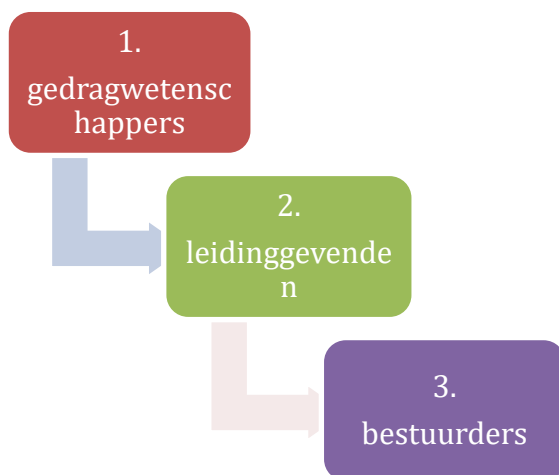 1.
gedragwetensc
happers
2.
leidinggevende
n
3.
bestuurders